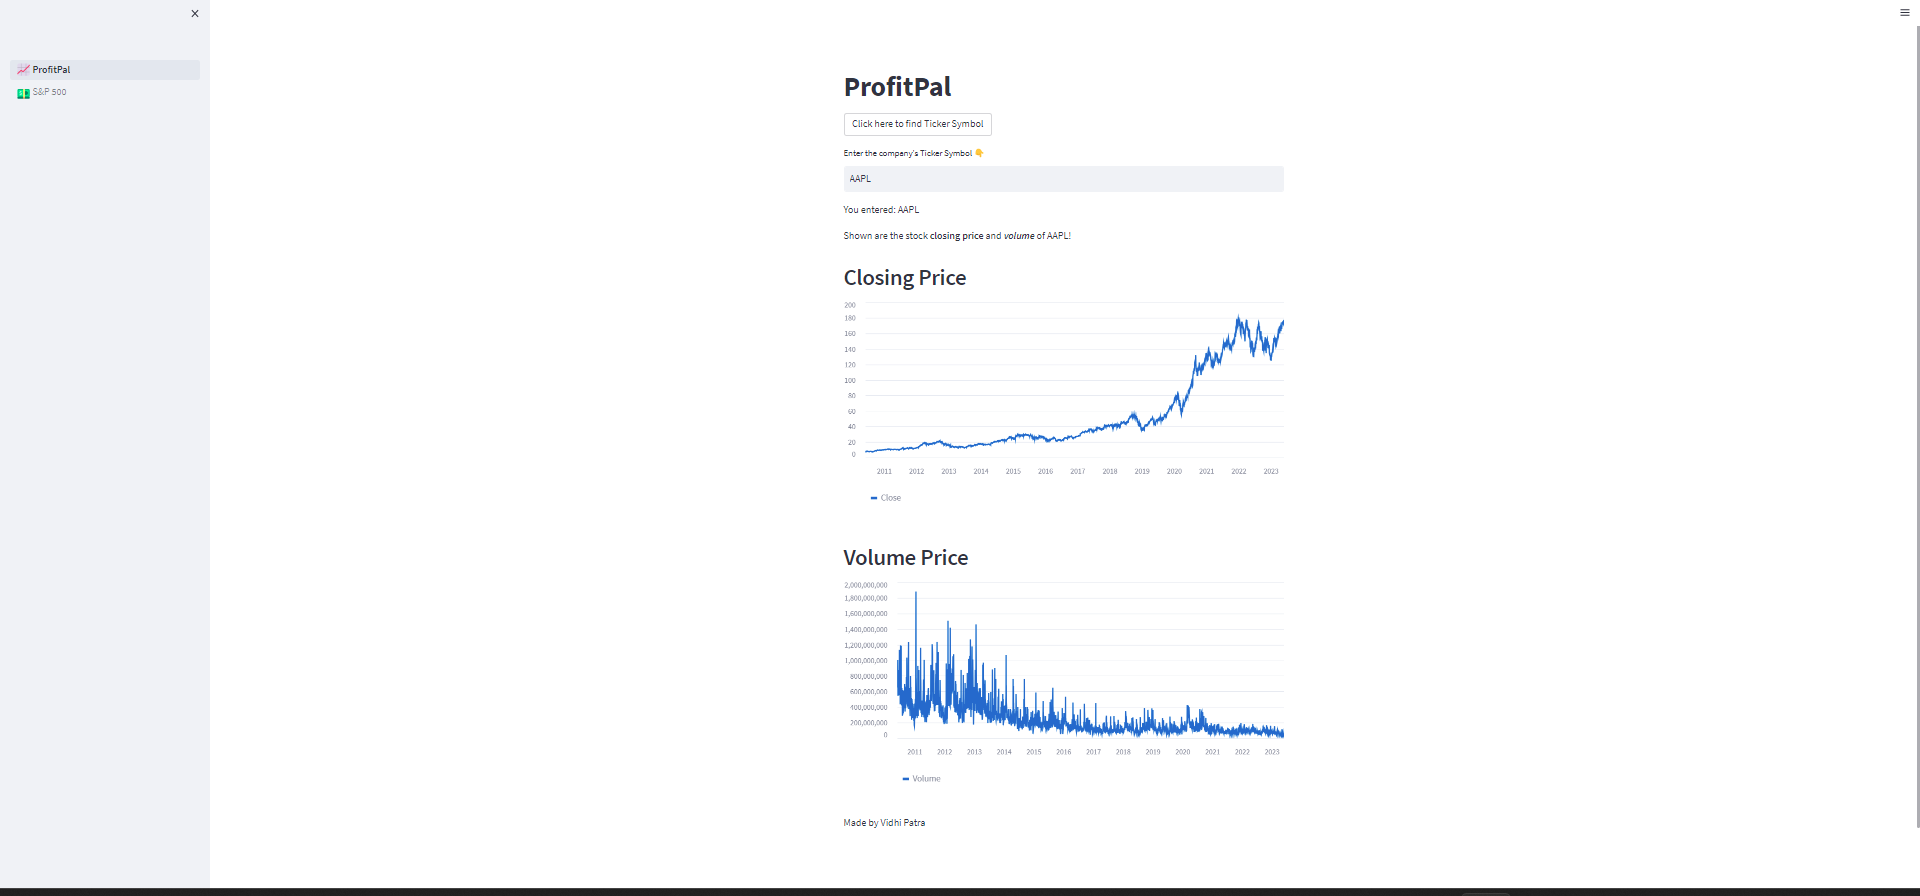 ProfitPal
S&P 500
ProfitPal
Click here to find Ticker Symbol
Enter the company's Ticker Symbol 👇
AAPL
You entered: AAPL
Shown are the stock closing price and volume of AAPL!
Closing Price
200
180
160
140
120
100
80
60
40
20
0
2011 2012 2013 2014 2015 2016 2017 2018 2019 2020 2021 2022 2023
Close
Volume Price
2,000,000,000
1,800,000,000
1,600,000,000
1,400,000,000
1,200,000,000
1,000,000,000
800,000,000
600,000,000
400,000,000
200,000,000
0
2011 2012 2013 2014 2015 2016 2017 2018 2019 2020 2021 2022 2023
Volume
Made by Vidhi Patra